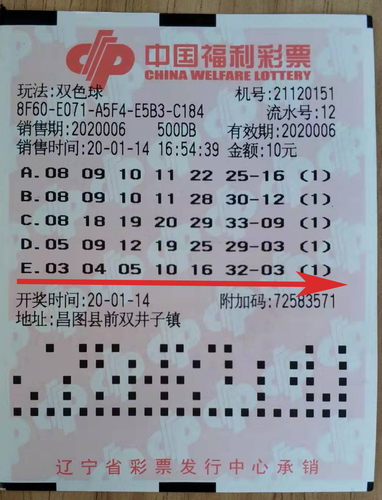 中国福利彩票
CHINA WELFARE LOTTERY
玩法:双色球 机号:21120151
8F60-E071-A5F4-E5B3-C184 流水号:12
销售期:2020006 500DB 有效期:2020006
销售时间:20-01-14 16:54:39 金额:10元
A.08 09 10 11 22 25-16 (1)
B.08 09 10 11 28 30-12 (1)
C.08 18 19 20 29 33-09 (1)
D.05 09 12 19 25 29-03 (1)
E.03 04 05 10 16 32-03 (1)
开奖时间:20-01-14 附加码:72583571
地址:昌图县前双井子镇
辽宁省彩票发行中心承销